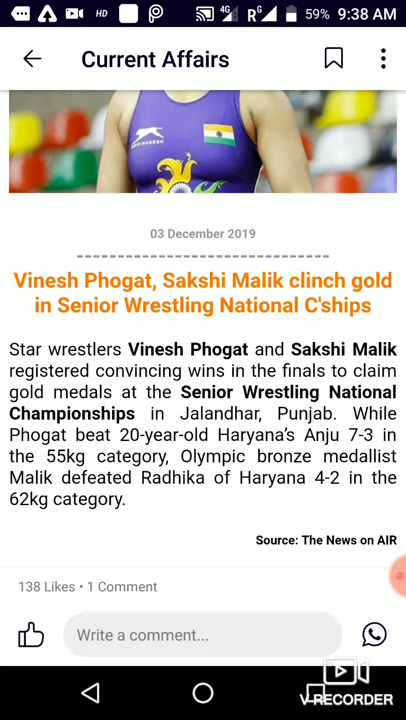 HD
4G
R G
59%
9:38 AM
Current Affairs
03 December 2019
------------------------------
Vinesh Phogat, Sakshi Malik clinch gold
in Senior Wrestling National C'ships
Star wrestlers Vinesh Phogat and Sakshi Malik
registered convincing wins in the finals to claim
gold medals at the Senior Wrestling National
Championships in Jalandhar, Punjab. While
Phogat beat 20-year-old Haryana's Anju 7-3 in
the 55kg category, Olympic bronze medallist
Malik defeated Radhika of Haryana 4-2 in the
62kg category.
Source: The News on AIR
138 Likes • 1 Comment
Write a comment...
V RECORDER